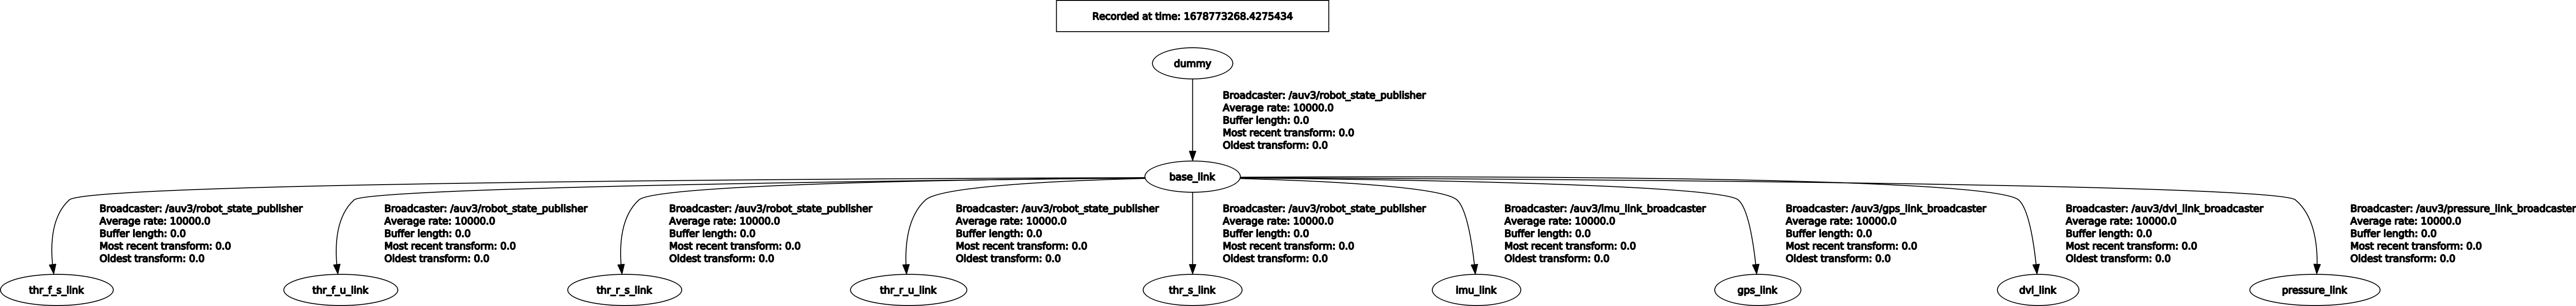 Recorded at time: 1678773268.4275434
dummy
Broadcaster: /auv3/robot_state_publisher
Average rate: 10000.0
Buffer length: 0.0
Most recent transform: 0.0
Oldest transform: 0.0
base_link
Broadcaster: /auv3/robot_state_publisher
Average rate: 10000.0
Buffer length: 0.0
Most recent transform: 0.0
Oldest transform: 0.0
Broadcaster: /auv3/robot_state_publisher
Average rate: 10000.0
Buffer length: 0.0
Most recent transform: 0.0
Oldest transform: 0.0
Broadcaster: /auv3/robot_state_publisher
Average rate: 10000.0
Buffer length: 0.0
Most recent transform: 0.0
Oldest transform: 0.0
Broadcaster: /auv3/robot_state_publisher
Average rate: 10000.0
Buffer length: 0.0
Most recent transform: 0.0
Oldest transform: 0.0
Broadcaster: /auv3/robot_state_publisher
Average rate: 10000.0
Buffer length: 0.0
Most recent transform: 0.0
Oldest transform: 0.0
Broadcaster: /auv3/imu_link_broadcaster
Average rate: 10000.0
Buffer length: 0.0
Most recent transform: 0.0
Oldest transform: 0.0
Broadcaster: /auv3/gps_link_broadcaster
Average rate: 10000.0
Buffer length: 0.0
Most recent transform: 0.0
Oldest transform: 0.0
Broadcaster: /auv3/dvl_link_broadcaster
Average rate: 10000.0
Buffer length: 0.0
Most recent transform: 0.0
Oldest transform: 0.0
Broadcaster: /auv3/pressure_link_broadcaster
Average rate: 10000.0
Buffer length: 0.0
Most recent transform: 0.0
Oldest transform: 0.0
thr_f_s_link
thr_f_u_link
thr_r_s_link
thr_r_u_link
thr_s_link
imu_link
gps_link
dvl_link
pressure_link